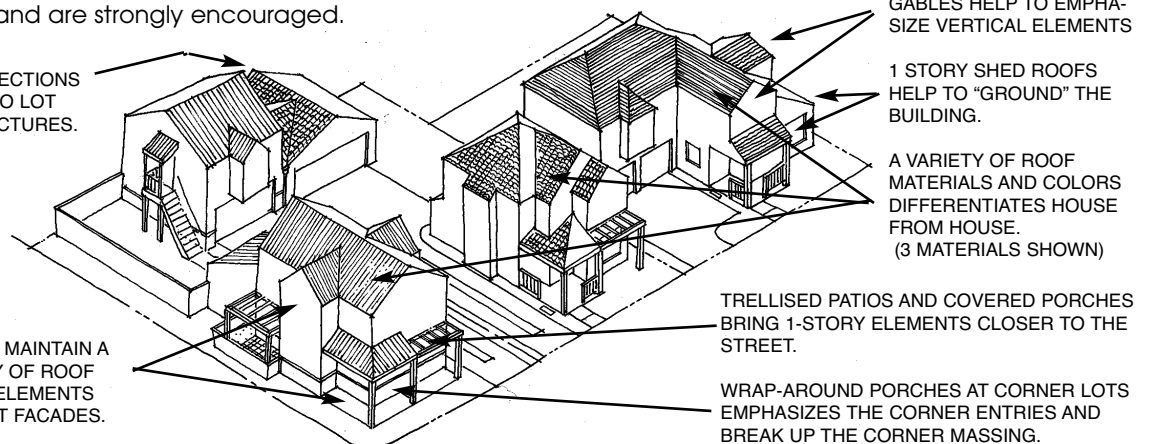 and are strongly encouraged.
GABLES HELP TO EMPHA-
SIZE VERTICAL ELEMENTS
ECTIONS
O LOT
CTURES.
1 STORY SHED ROOFS
HELP TO “GROUND” THE
BUILDING.
A VARIETY OF ROOF
MATERIALS AND COLORS
DIFFERENTIATES HOUSE
FROM HOUSE.
(3 MATERIALS SHOWN)
TRELLISED PATIOS AND COVERED PORCHES
BRING 1-STORY ELEMENTS CLOSER TO THE
STREET.
MAINTAIN A
Y OF ROOF
ELEMENTS
T FACADES.
WRAP-AROUND PORCHES AT CORNER LOTS
EMPHASIZES THE CORNER ENTRIES AND
BREAK UP THE CORNER MASSING.